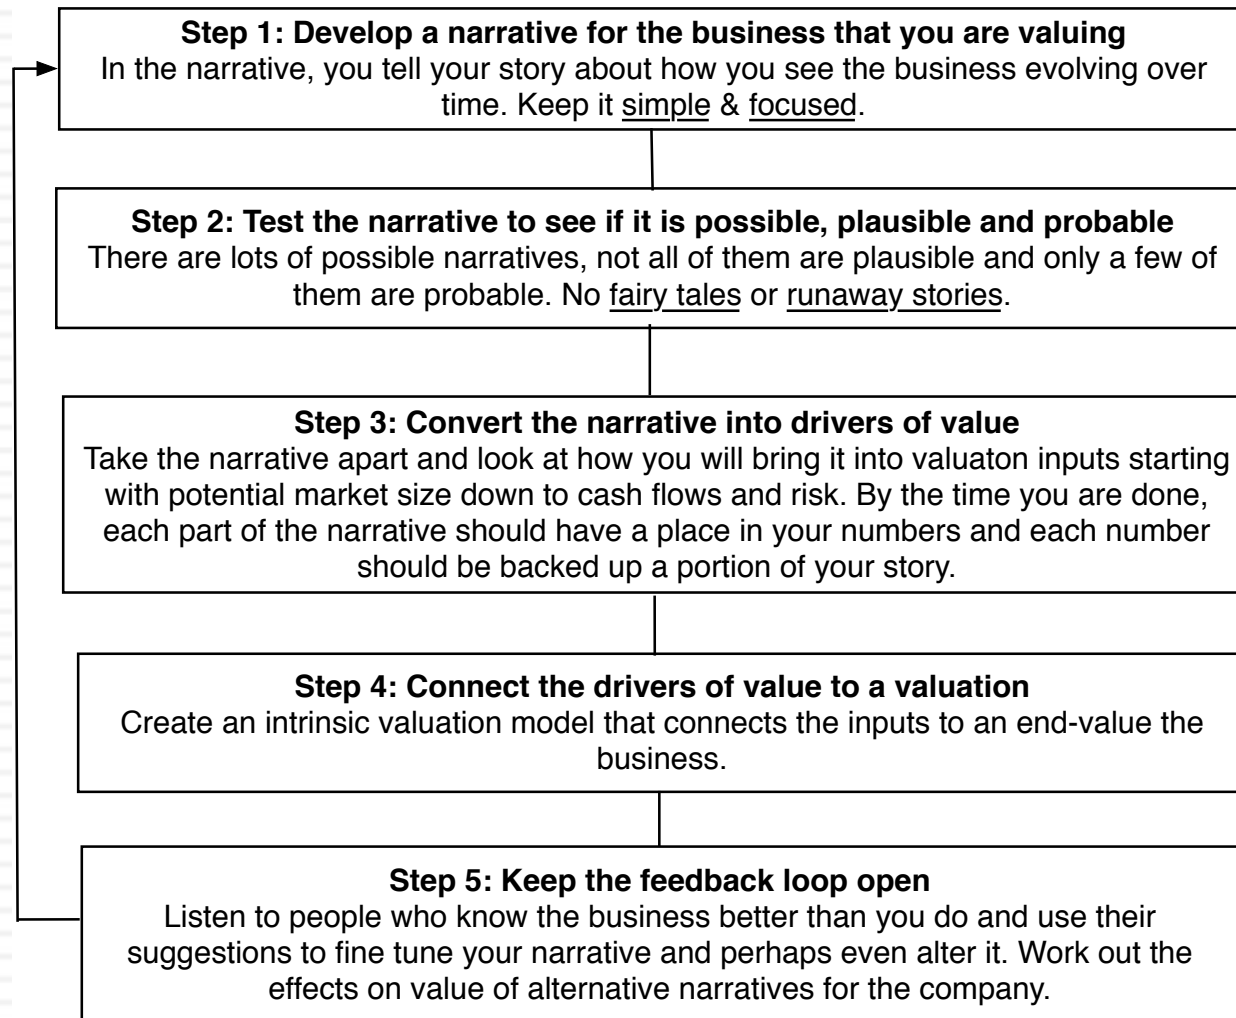 Step 1: Develop a narrative for the business that you are valuing
In the narrative, you tell your story about how you see the business evolving over
time. Keep it simple & focused.
Step 2: Test the narrative to see if it is possible, plausible and probable
There are lots of possible narratives, not all of them are plausible and only a few of
them are probable. No fairy tales or runaway stories.
Step 3: Convert the narrative into drivers of value
Take the narrative apart and look at how you will bring it into valuaton inputs starting
with potential market size down to cash flows and risk. By the time you are done,
each part of the narrative should have a place in your numbers and each number
should be backed up a portion of your story.
Step 4: Connect the drivers of value to a valuation
Create an intrinsic valuation model that connects the inputs to an end-value the
business.
Step 5: Keep the feedback loop open
Listen to people who know the business better than you do and use their
suggestions to fine tune your narrative and perhaps even alter it. Work out the
effects on value of alternative narratives for the company.